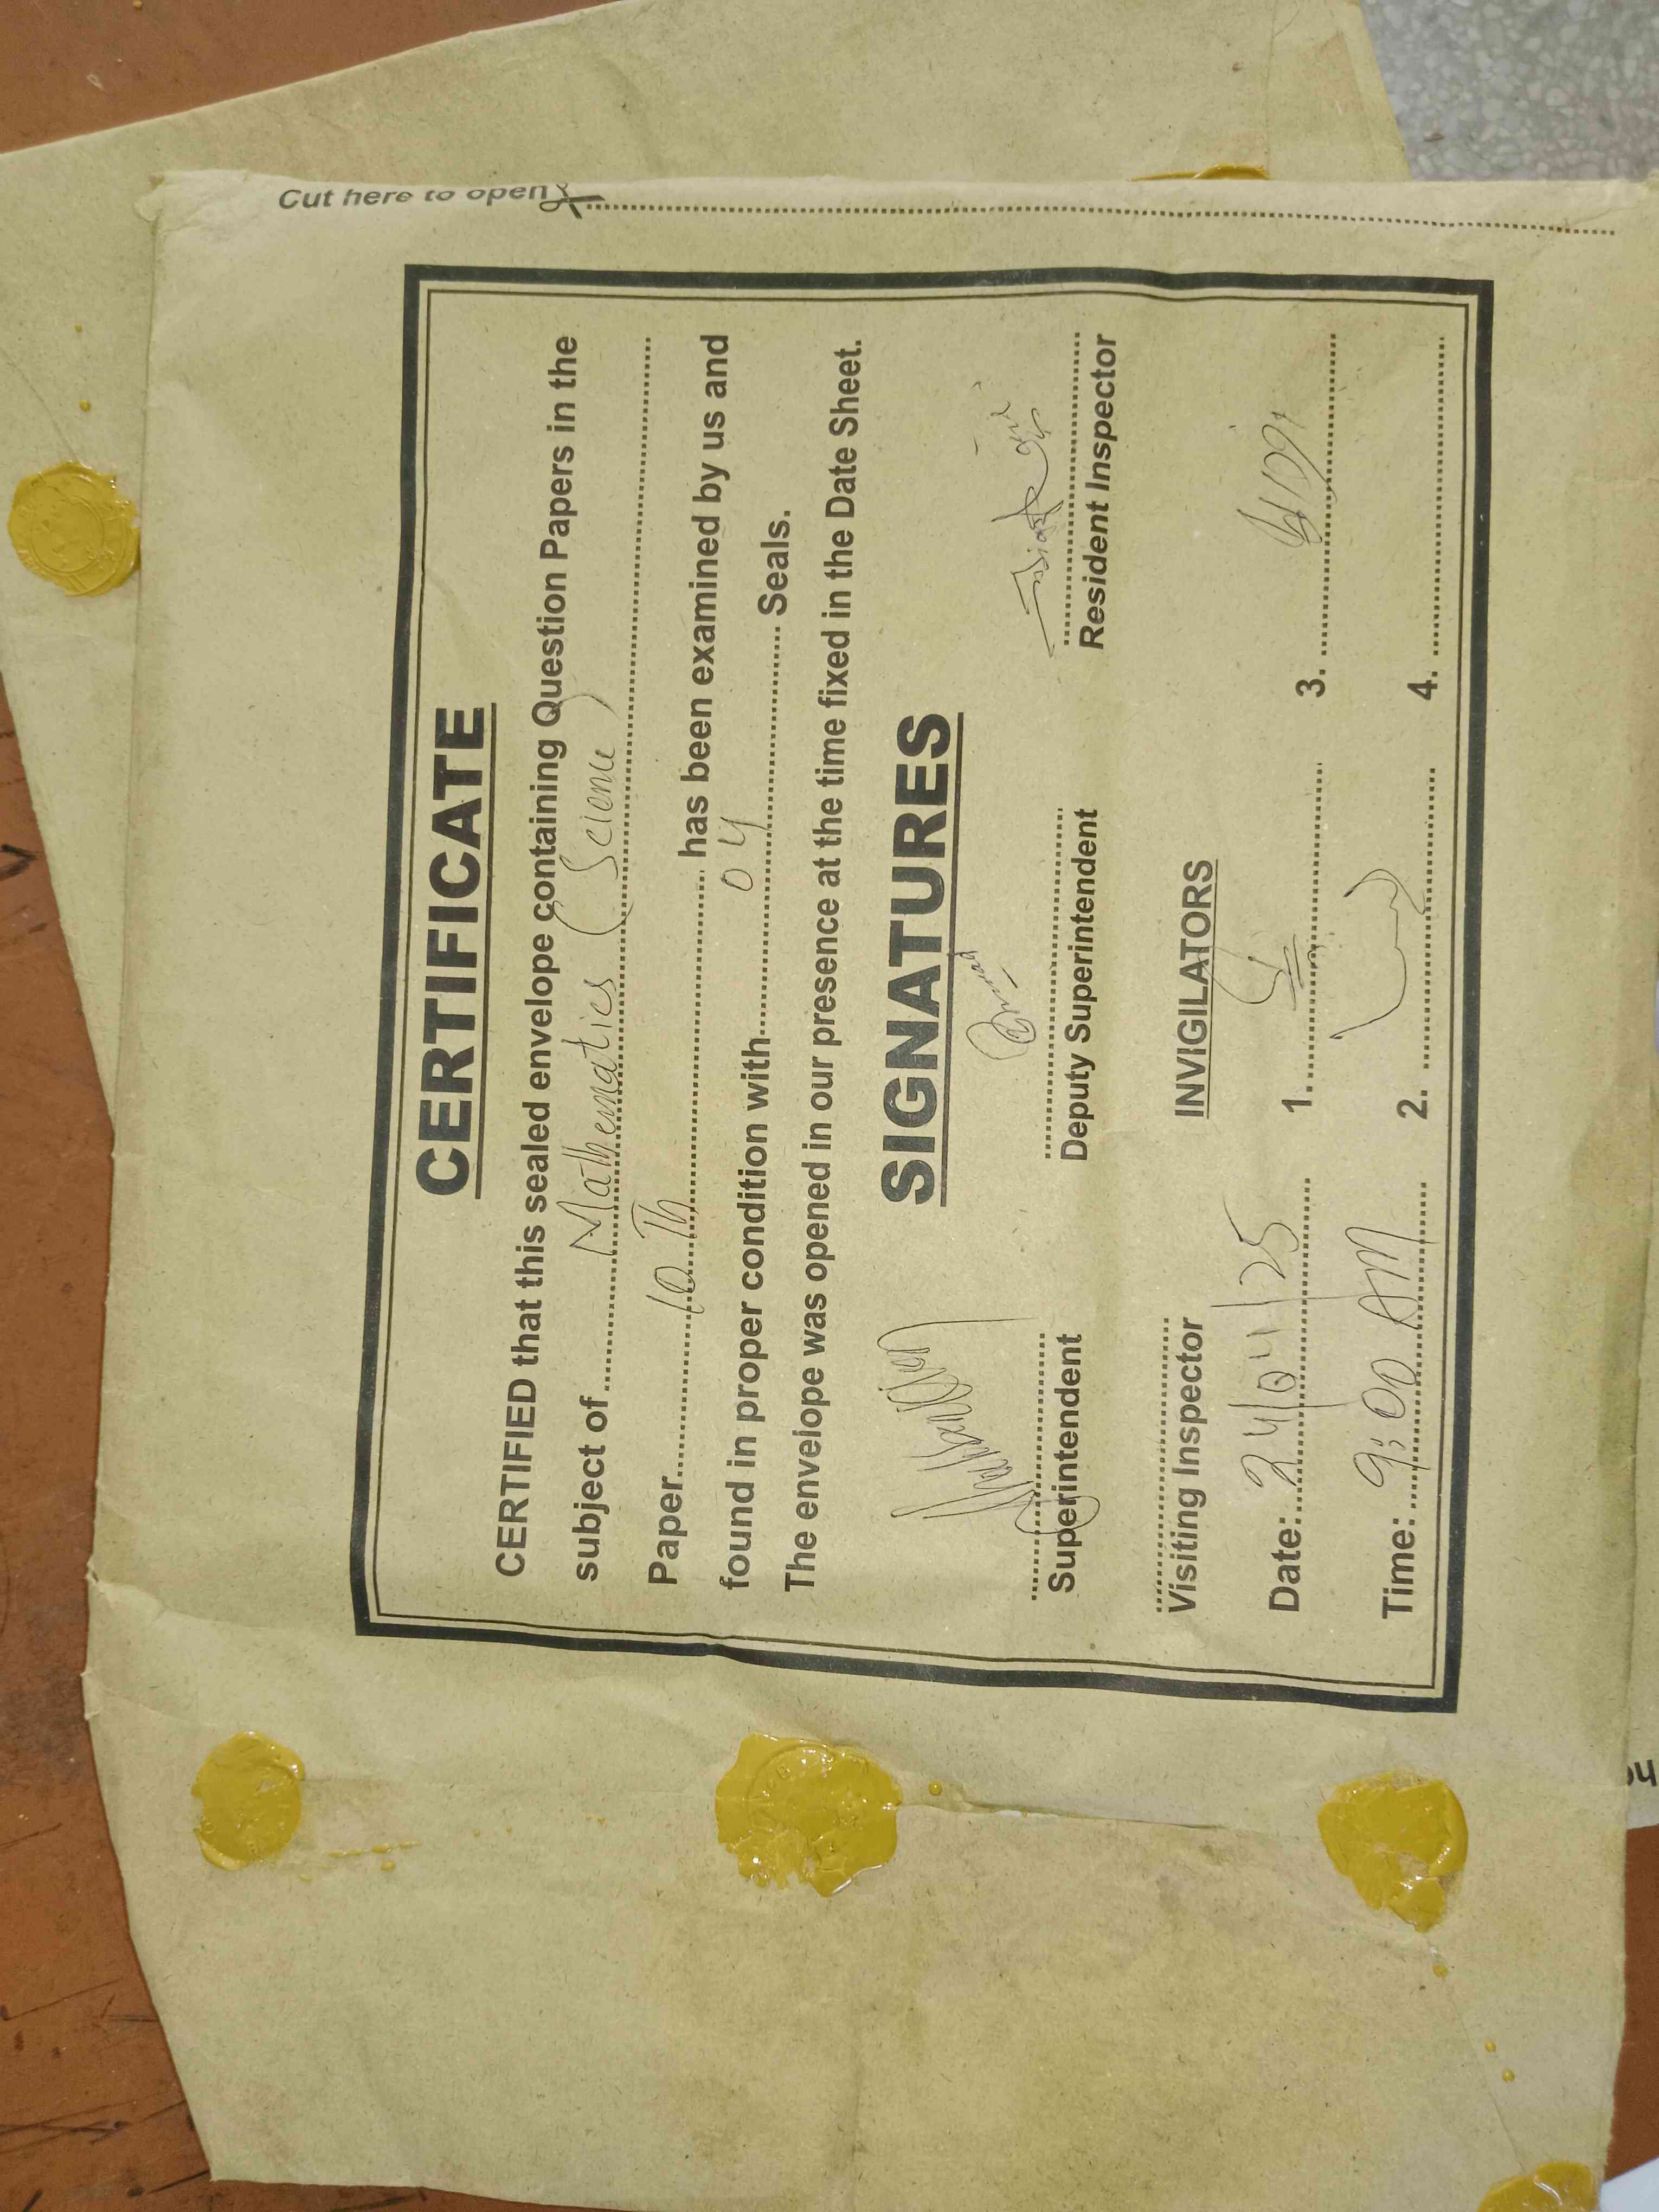 Cut here to open
CERTIFICATE
CERTIFIED that this sealed envelope containing Question Papers in the
subject of Mathematics (Science)
Paper 10 Th has been examined by us and
found in proper condition with 04 Seals.
The envelope was opened in our presence at the time fixed in the Date Sheet.
SIGNATURES
Superintendent Deputy Superintendent Resident Inspector
Visiting Inspector INVIGILATORS
Date: 24/04/25 1. 3.
Time: 9:00 AM 2. 4.